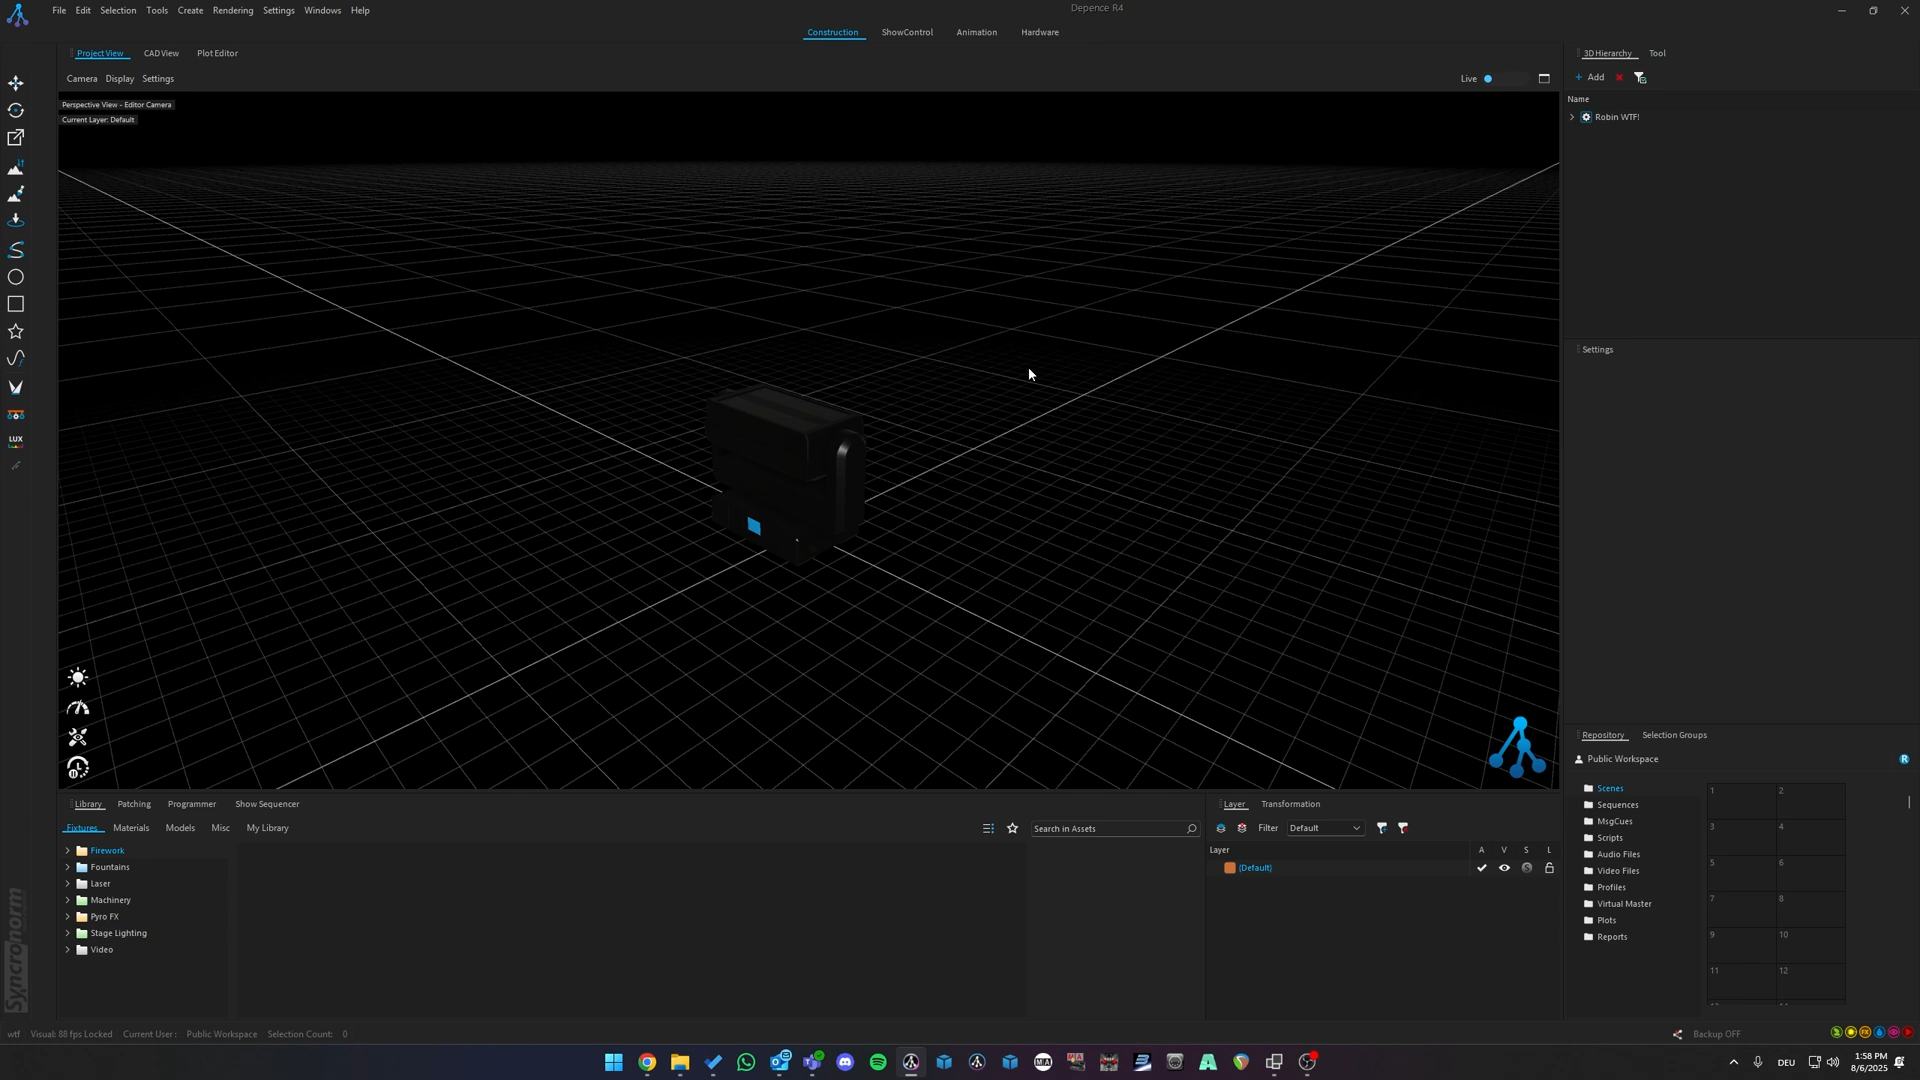 File Edit Selection Tools Create Rendering Settings Windows Help
Depence R4
Construction ShowControl Animation Hardware
Project View CAD View Plot Editor
3D Hierarchy Tool
Camera Display Settings
Live
+ Add
Perspective View - Editor Camera
Current Layer: Default
Name
Robin WTF!
LUX
Settings
Repository Selection Groups
Public Workspace
R
Scenes
Sequences
MsgCues
Scripts
Audio Files
Video Files
Profiles
Virtual Master
Plots
Reports
1 2
3 4
5 6
7 8
9 10
11 12
Library Patching Programmer Show Sequencer
Fixtures Materials Models Misc My Library
Search in Assets
Firework
Fountains
Laser
Machinery
Pyro FX
Stage Lighting
Video
Layer Transformation
Filter Default
Layer A V S L
(Default)
S
Syncronorm
wtf Visual: 88 fps Locked Current User : Public Workspace Selection Count: 0
Backup OFF
DEU
1:58 PM
8/6/2025